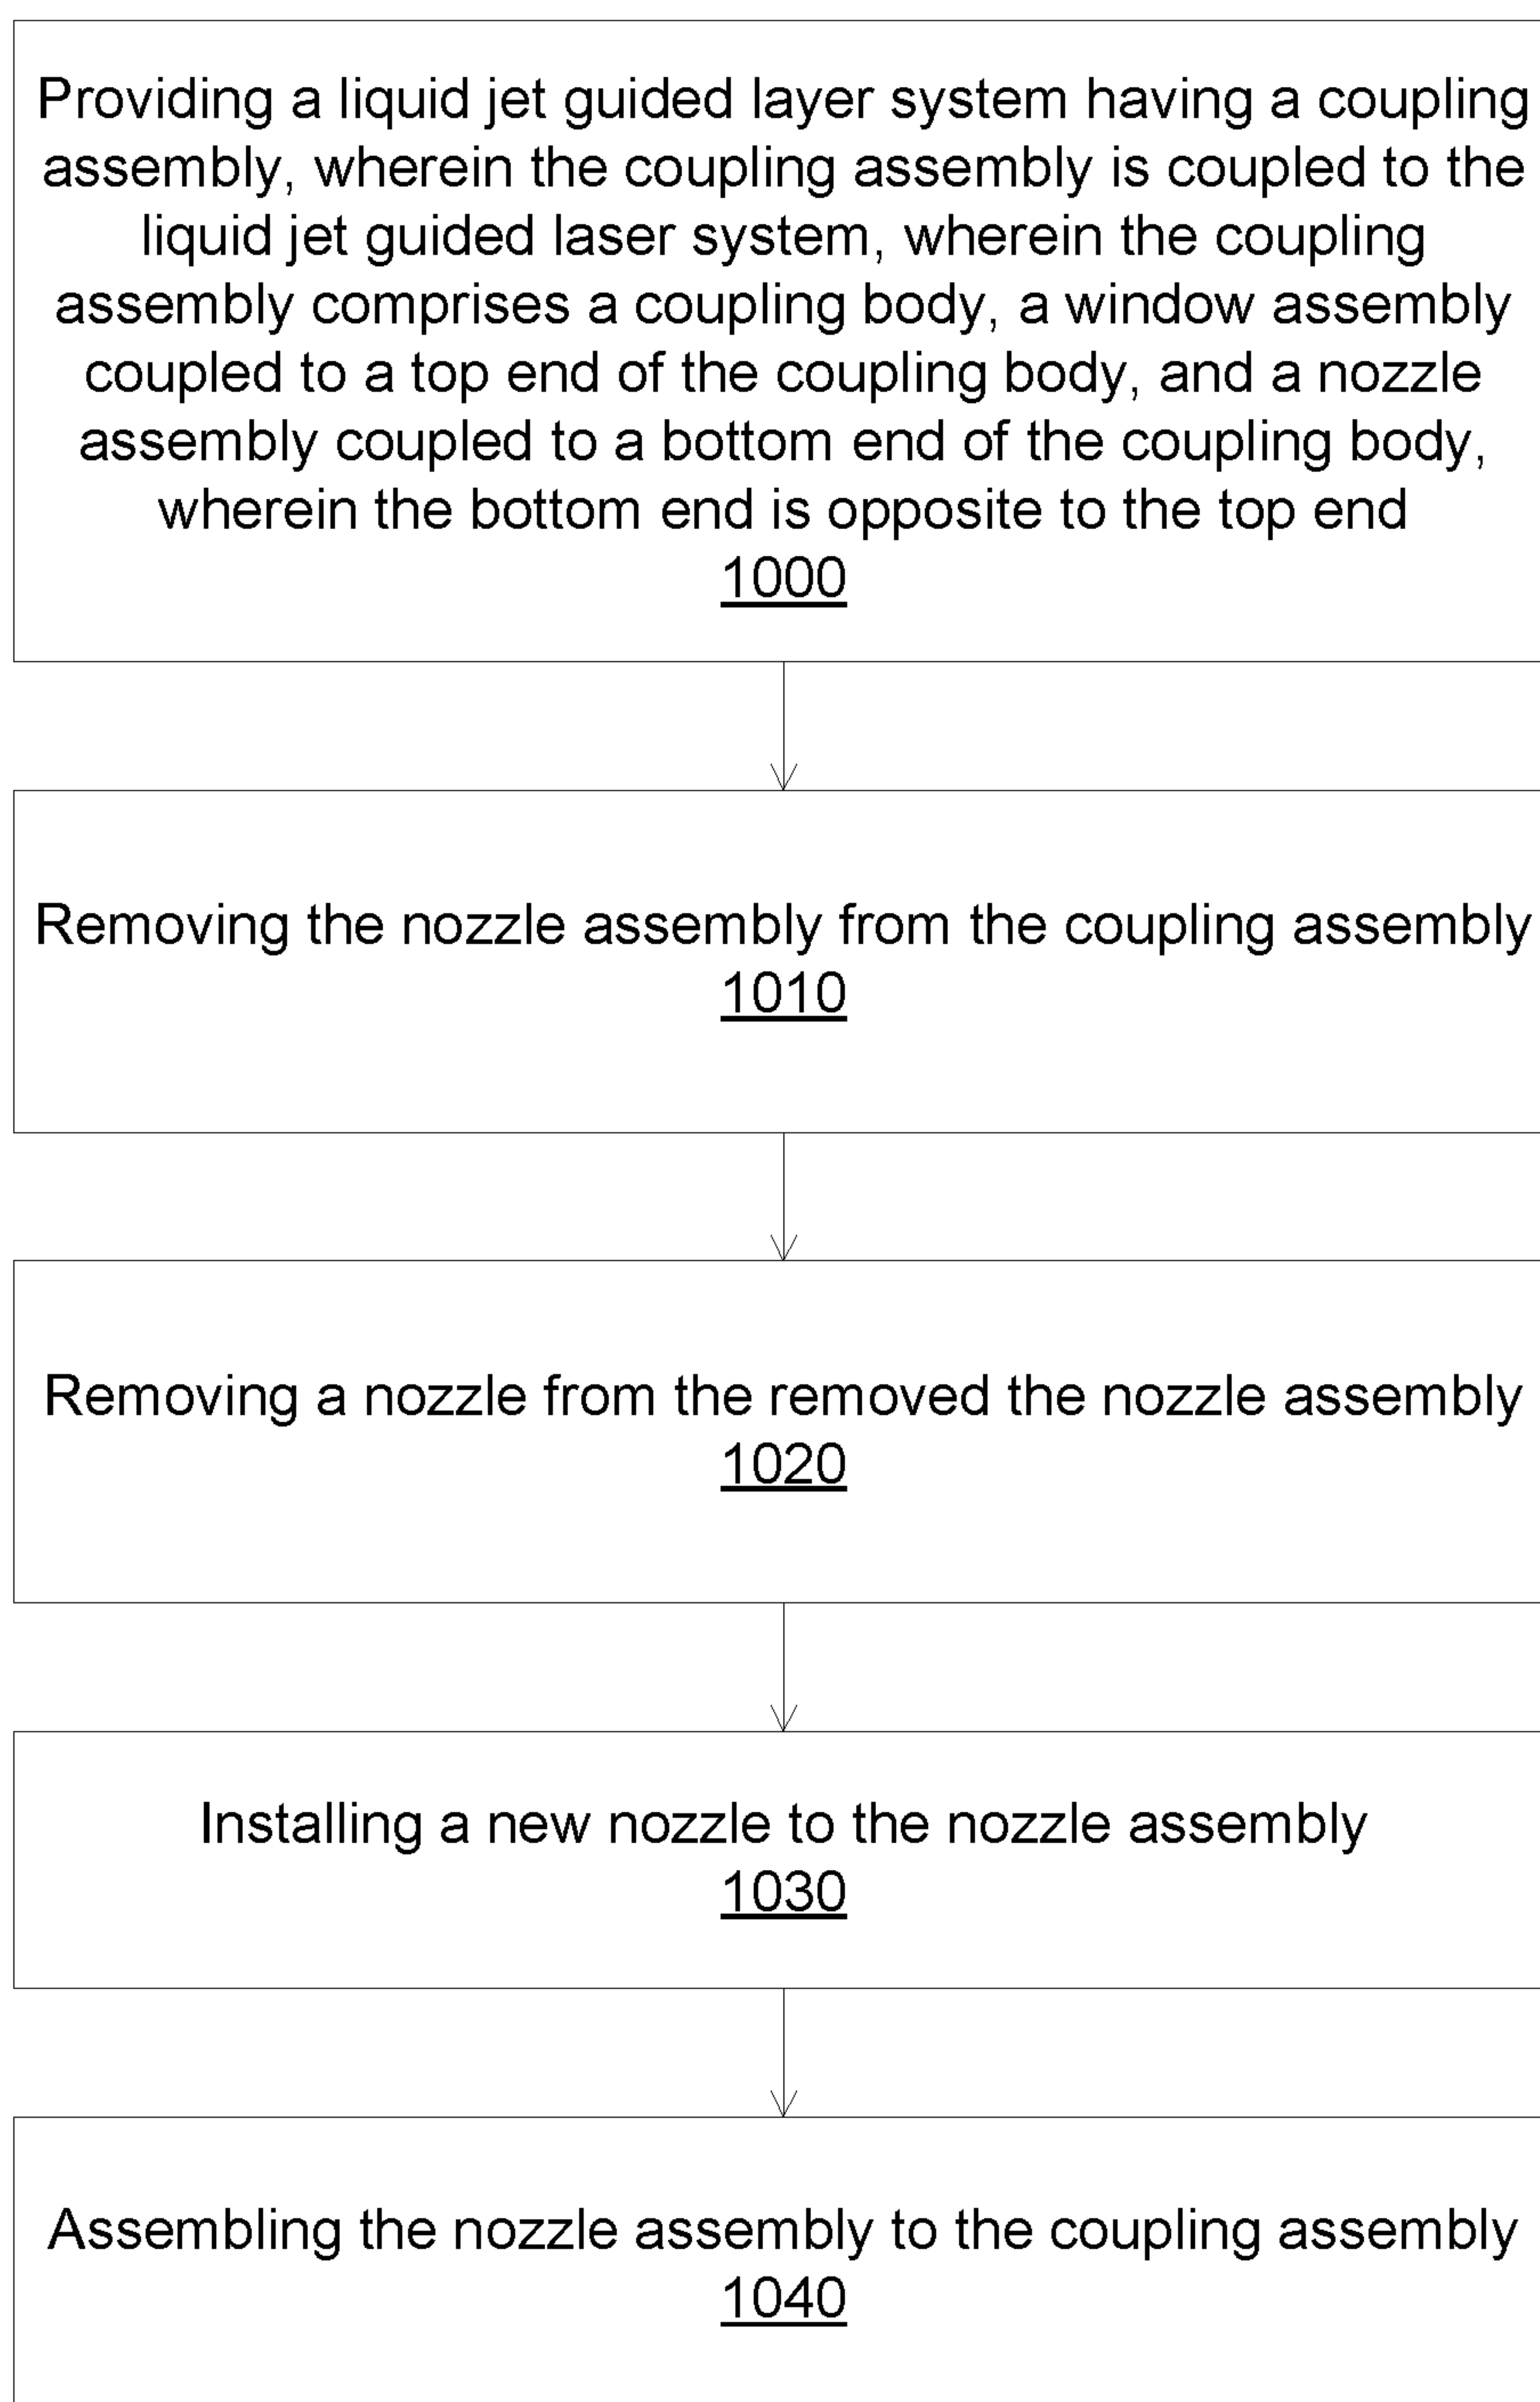 Providing a liquid jet guided layer system having a coupling
assembly, wherein the coupling assembly is coupled to the
liquid jet guided laser system, wherein the coupling
assembly comprises a coupling body, a window assembly
coupled to a top end of the coupling body, and a nozzle
assembly coupled to a bottom end of the coupling body,
wherein the bottom end is opposite to the top end
1000
Removing the nozzle assembly from the coupling assembly
1010
Removing a nozzle from the removed the nozzle assembly
1020
Installing a new nozzle to the nozzle assembly
1030
Assembling the nozzle assembly to the coupling assembly
1040